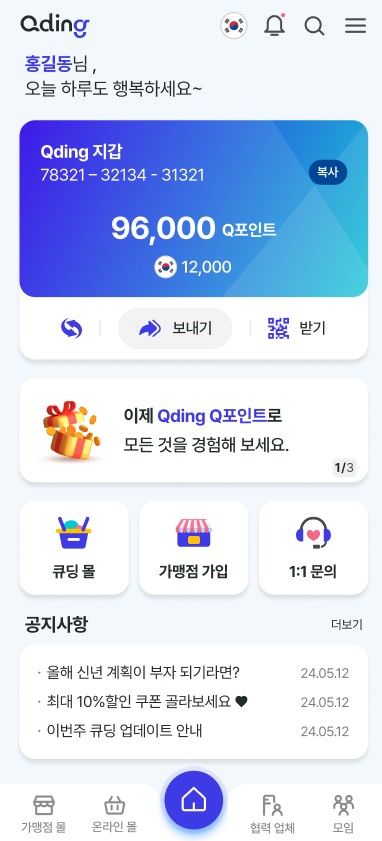 Qding
홍길동님 ,
오늘 하루도 행복하세요~
Qding 지갑
78321 – 32134 - 31321
복사
96,000 Q포인트
12,000
보내기
받기
이제 Qding Q포인트로
모든 것을 경험해 보세요.
1/3
큐딩 몰
가맹점 가입
1:1 문의
공지사항
더보기
· 올해 신년 계획이 부자 되기라면? 24.05.12
· 최대 10%할인 쿠폰 골라보세요 ♥ 24.05.12
· 이번주 큐딩 업데이트 안내 24.05.12
가맹점 몰
온라인 몰
협력 업체
모임